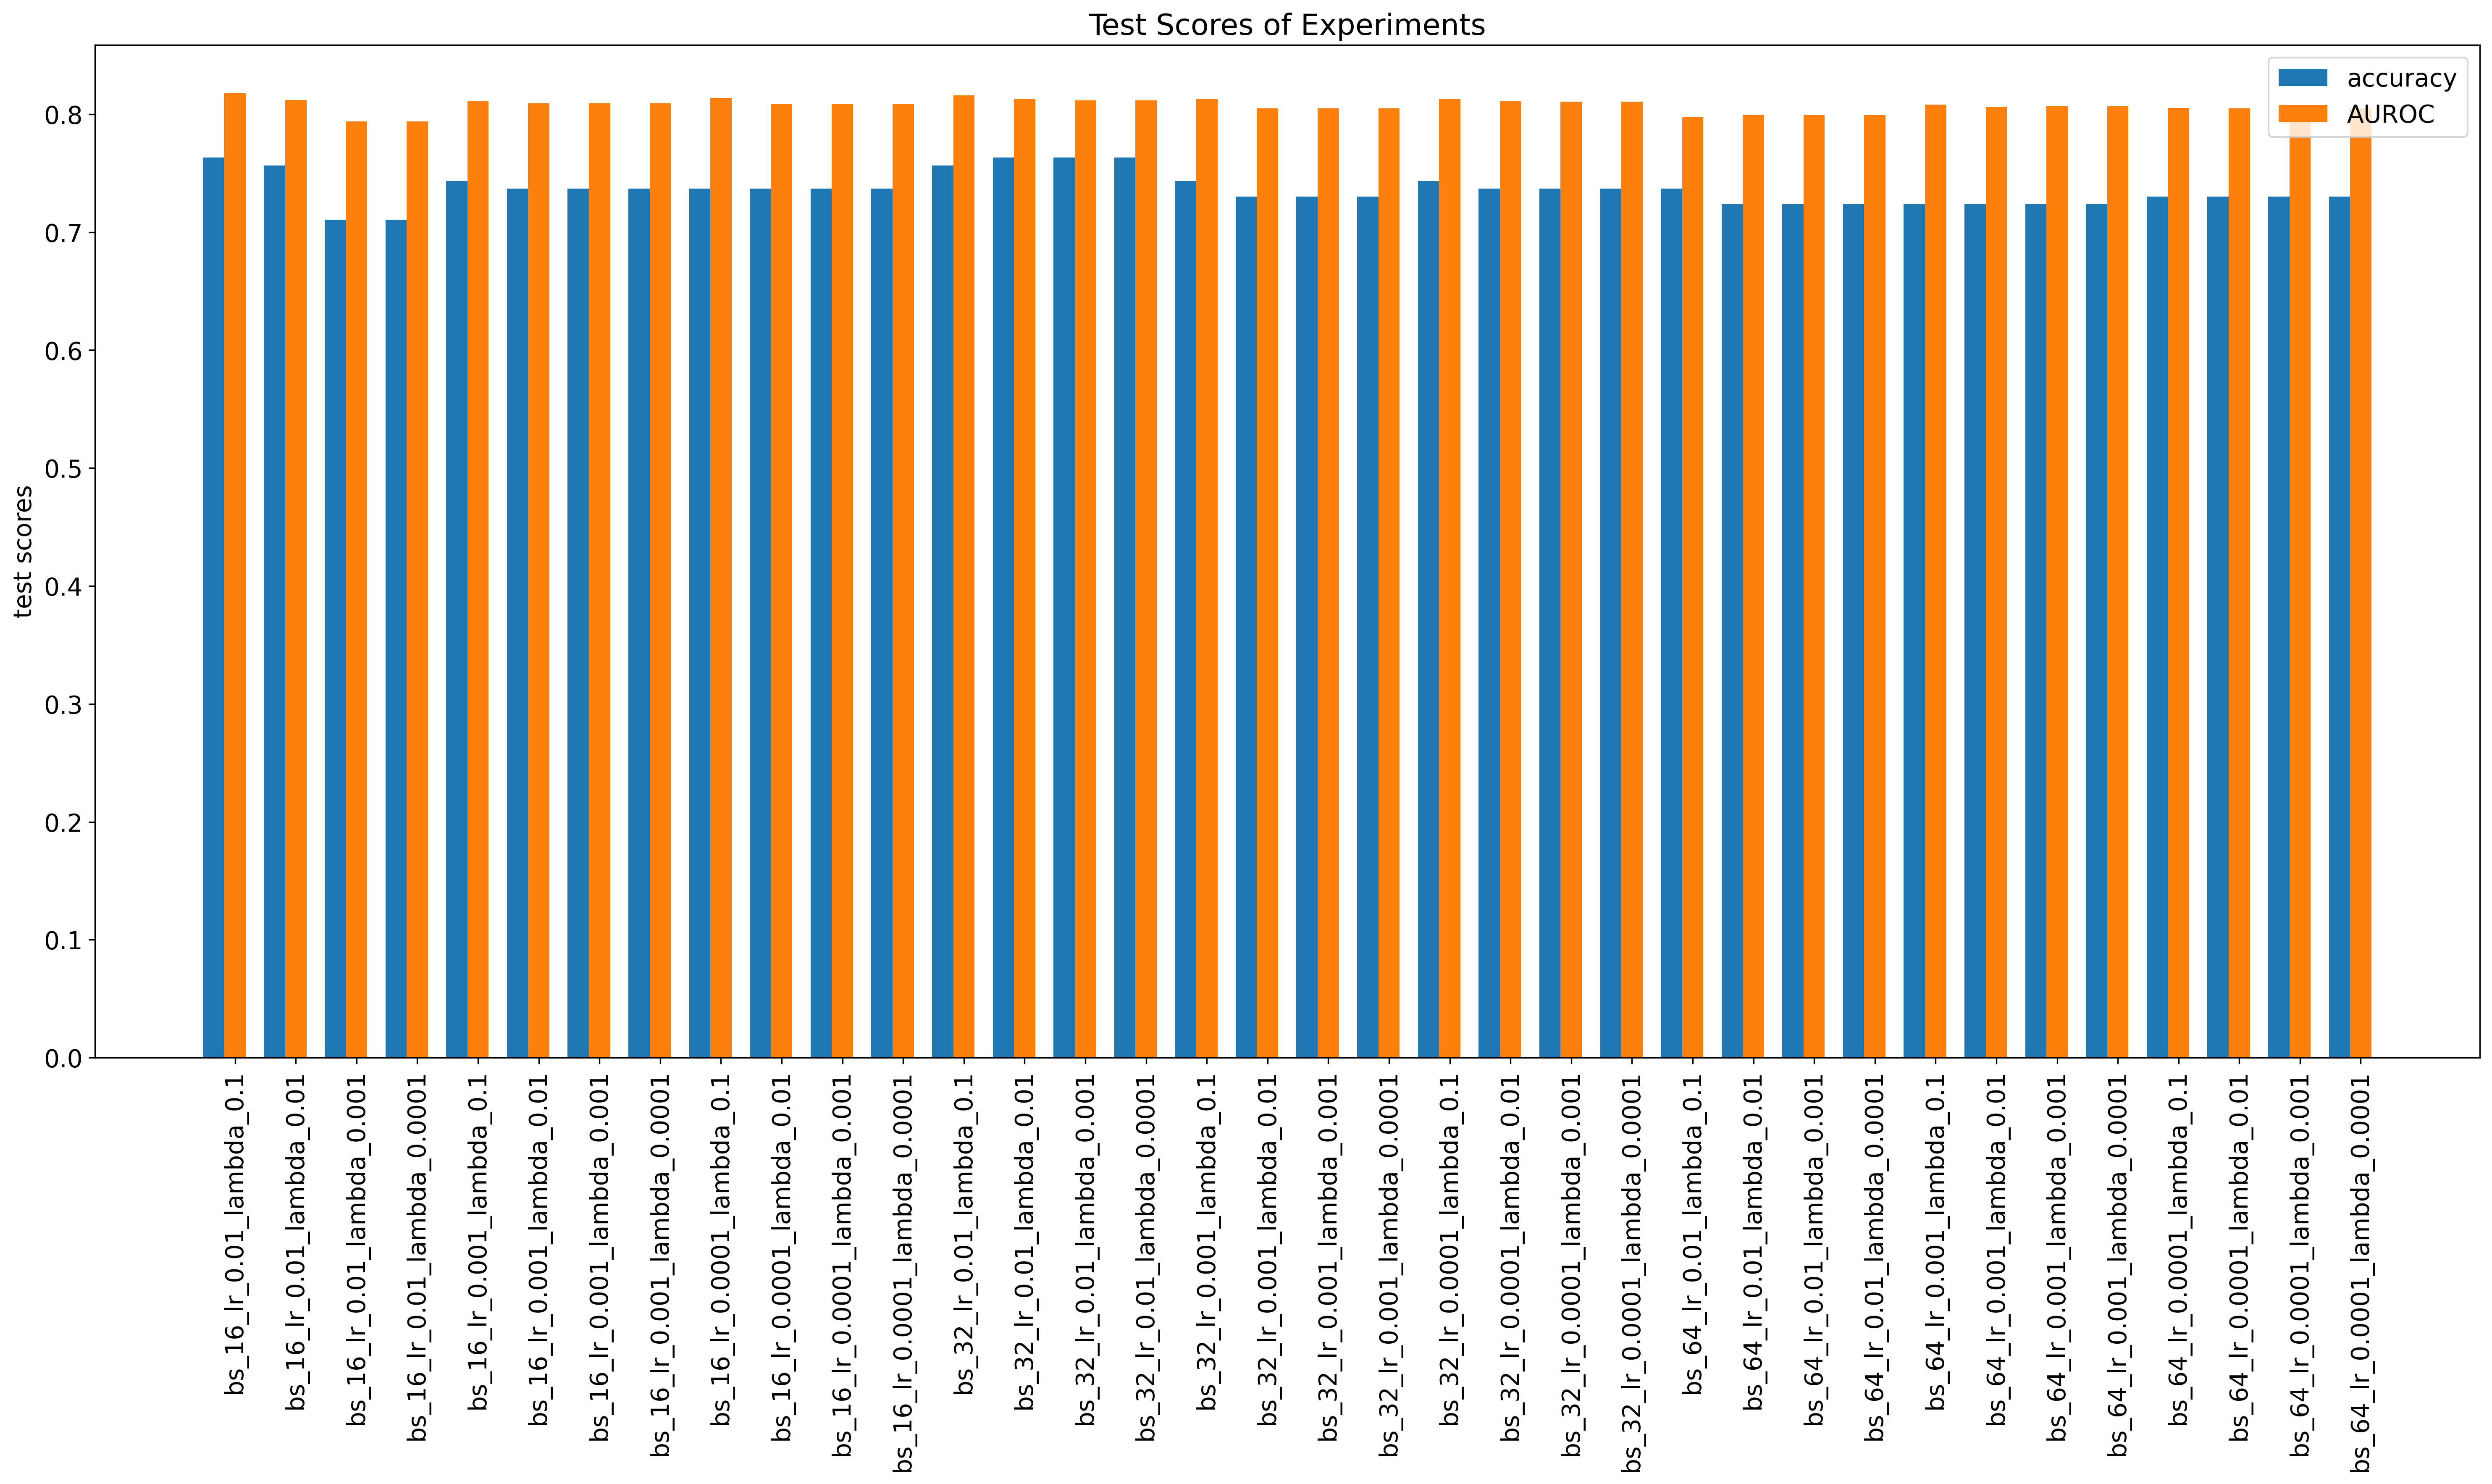 Test Scores of Experiments
accuracy
AUROC
test scores
0.8
0.7
0.6
0.5
0.4
0.3
0.2
0.1
0.0
bs_16_lr_0.01_lambda_0.1
bs_16_lr_0.01_lambda_0.01
bs_16_lr_0.01_lambda_0.001
bs_16_lr_0.01_lambda_0.0001
bs_16_lr_0.001_lambda_0.1
bs_16_lr_0.001_lambda_0.01
bs_16_lr_0.001_lambda_0.001
bs_16_lr_0.001_lambda_0.0001
bs_16_lr_0.0001_lambda_0.1
bs_16_lr_0.0001_lambda_0.01
bs_16_lr_0.0001_lambda_0.001
bs_16_lr_0.0001_lambda_0.0001
bs_32_lr_0.01_lambda_0.1
bs_32_lr_0.01_lambda_0.01
bs_32_lr_0.01_lambda_0.001
bs_32_lr_0.01_lambda_0.0001
bs_32_lr_0.001_lambda_0.1
bs_32_lr_0.001_lambda_0.01
bs_32_lr_0.001_lambda_0.001
bs_32_lr_0.001_lambda_0.0001
bs_32_lr_0.0001_lambda_0.1
bs_32_lr_0.0001_lambda_0.01
bs_32_lr_0.0001_lambda_0.001
bs_32_lr_0.0001_lambda_0.0001
bs_64_lr_0.01_lambda_0.1
bs_64_lr_0.01_lambda_0.01
bs_64_lr_0.01_lambda_0.001
bs_64_lr_0.01_lambda_0.0001
bs_64_lr_0.001_lambda_0.1
bs_64_lr_0.001_lambda_0.01
bs_64_lr_0.001_lambda_0.001
bs_64_lr_0.001_lambda_0.0001
bs_64_lr_0.0001_lambda_0.1
bs_64_lr_0.0001_lambda_0.01
bs_64_lr_0.0001_lambda_0.001
bs_64_lr_0.0001_lambda_0.0001